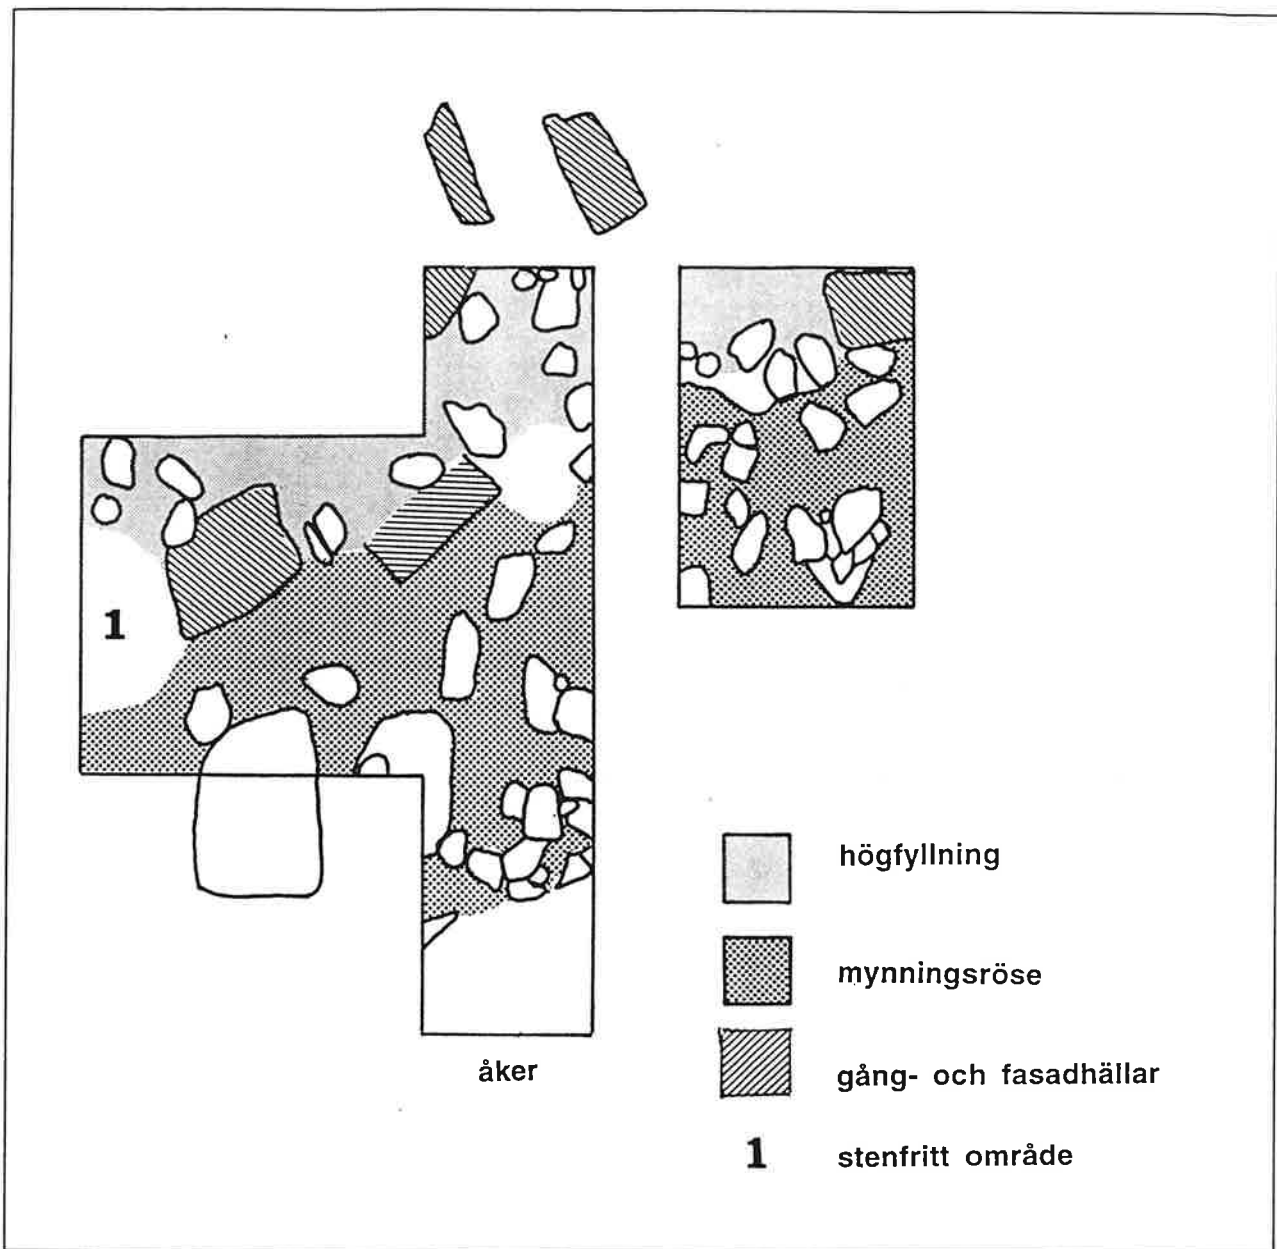 1
åker
högfyllning
mynningsröse
gång- och fasadhällar
1 stenfritt område